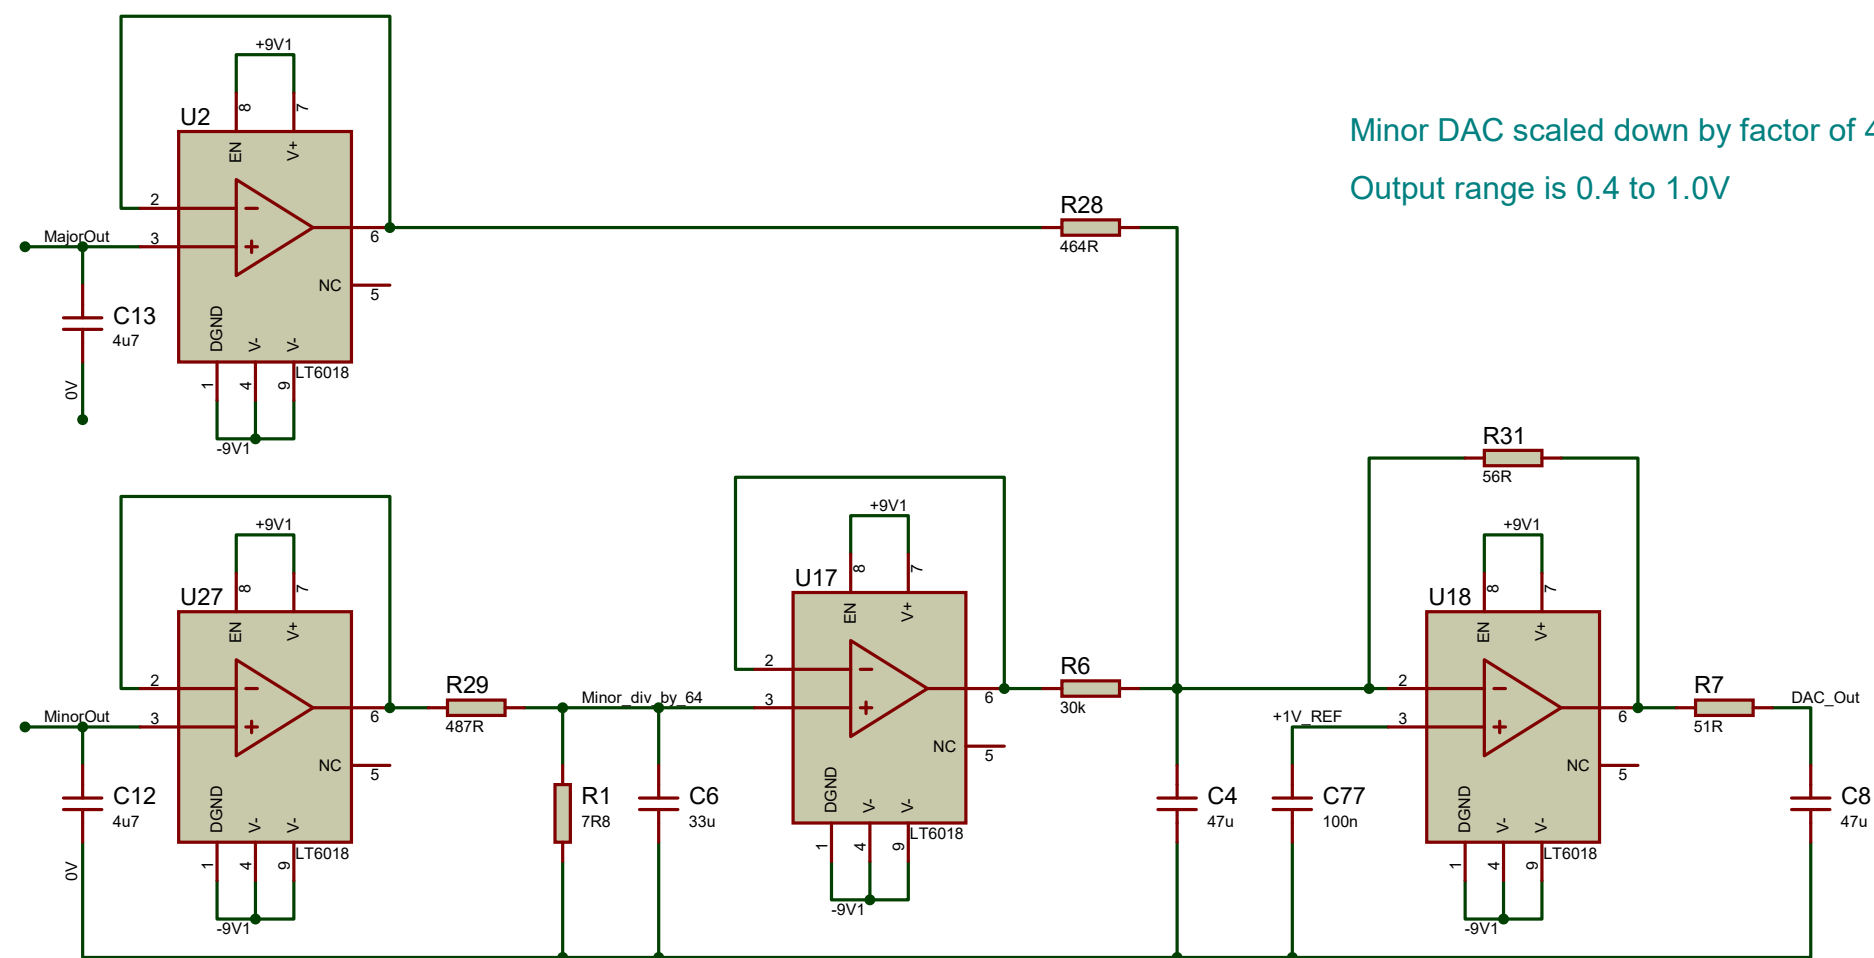 +9V1
U2
8
7
EN
V+
2
MajorOut
3
6
NC
5
C13
4u7
DGND
V-
V-
LT6018
0V
1
4
9
-9V1
R28
464R
Minor DAC scaled down by factor of 4
Output range is 0.4 to 1.0V
+9V1
U27
8
7
EN
V+
2
MinorOut
3
6
NC
5
C12
4u7
DGND
V-
V-
LT6018
0V
1
4
9
-9V1
R29
487R
Minor_div_by_64
R1
7R8
C6
33u
+9V1
U17
8
7
EN
V+
2
3
6
NC
5
DGND
V-
V-
LT6018
1
4
9
-9V1
R6
30k
C4
47u
R31
56R
+9V1
U18
8
7
EN
V+
2
+1V_REF
3
6
NC
5
C77
100n
DGND
V-
V-
LT6018
1
4
9
-9V1
R7
51R
DAC_Out
C8
47u